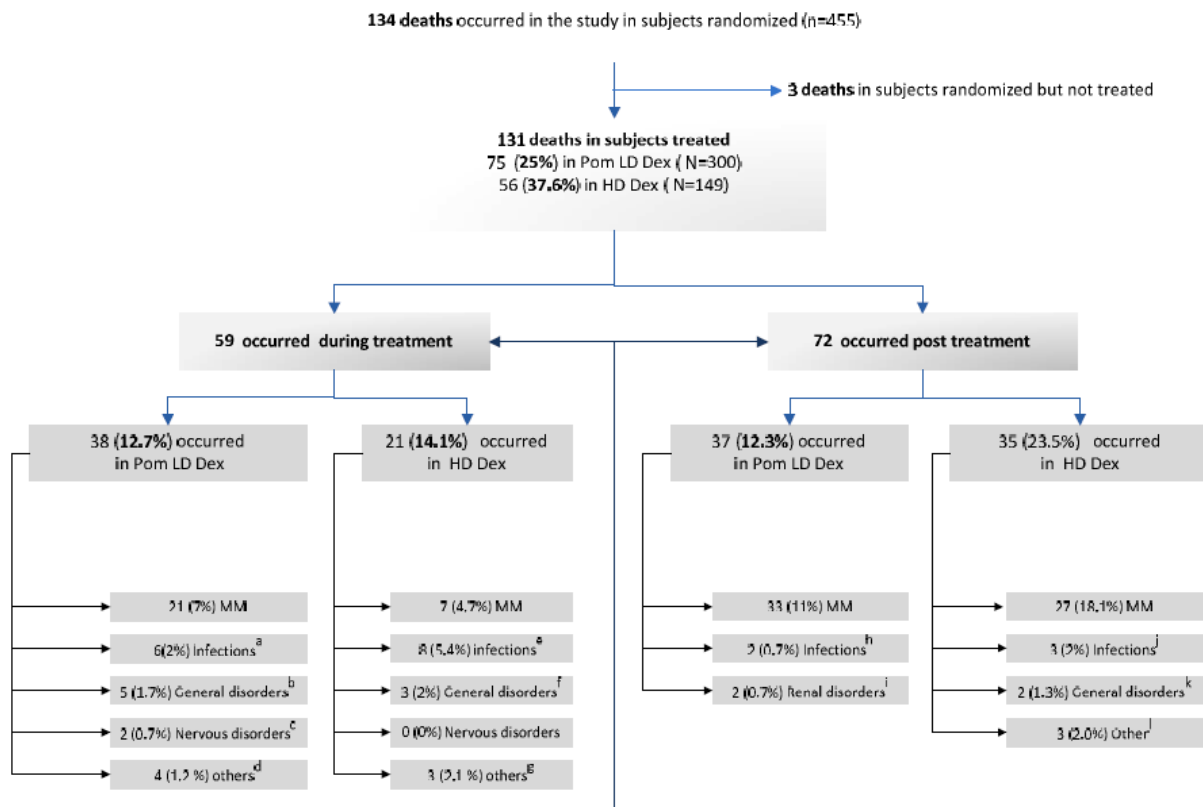 134 deaths occurred in the study in subjects randomized (n=455)
3 deaths in subjects randomized but not treated
131 deaths in subjects treated
75 (25%) in Pom LD Dex ( N=300)
56 (37.6%) in HD Dex ( N=149)
59 occurred during treatment
72 occurred post treatment
38 (12.7%) occurred
in Pom LD Dex
21 (14.1%) occurred
in HD Dex
37 (12.3%) occurred
in Pom LD Dex
35 (23.5%) occurred
in HD Dex
21 (7%) MM
6(2%) Infections a
5 (1.7%) General disorders b
2 (0.7%) Nervous disorders c
4 (1.2 %) others d
7 (4.7%) MM
8 (5.4%) infections e
3 (2%) General disorders f
0 (0%) Nervous disorders
3 (2.1 %) others g
33 (11%) MM
2 (0.7%) Infections h
2 (0.7%) Renal disorders i
27 (18.1%) MM
3 (2%) Infections j
2 (1.3%) General disorders k
3 (2.0%) Other l